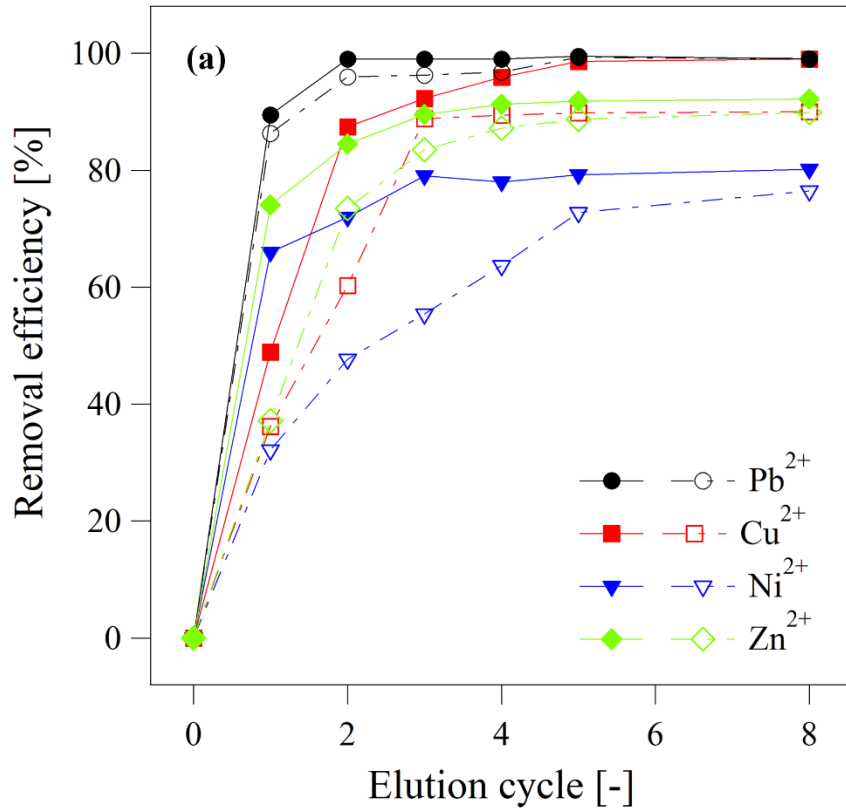 (a)
Removal efficiency [%]
100
80
60
40
20
0
Pb2+
Cu2+
Ni2+
Zn2+
0 2 4 6 8
Elution cycle [-]